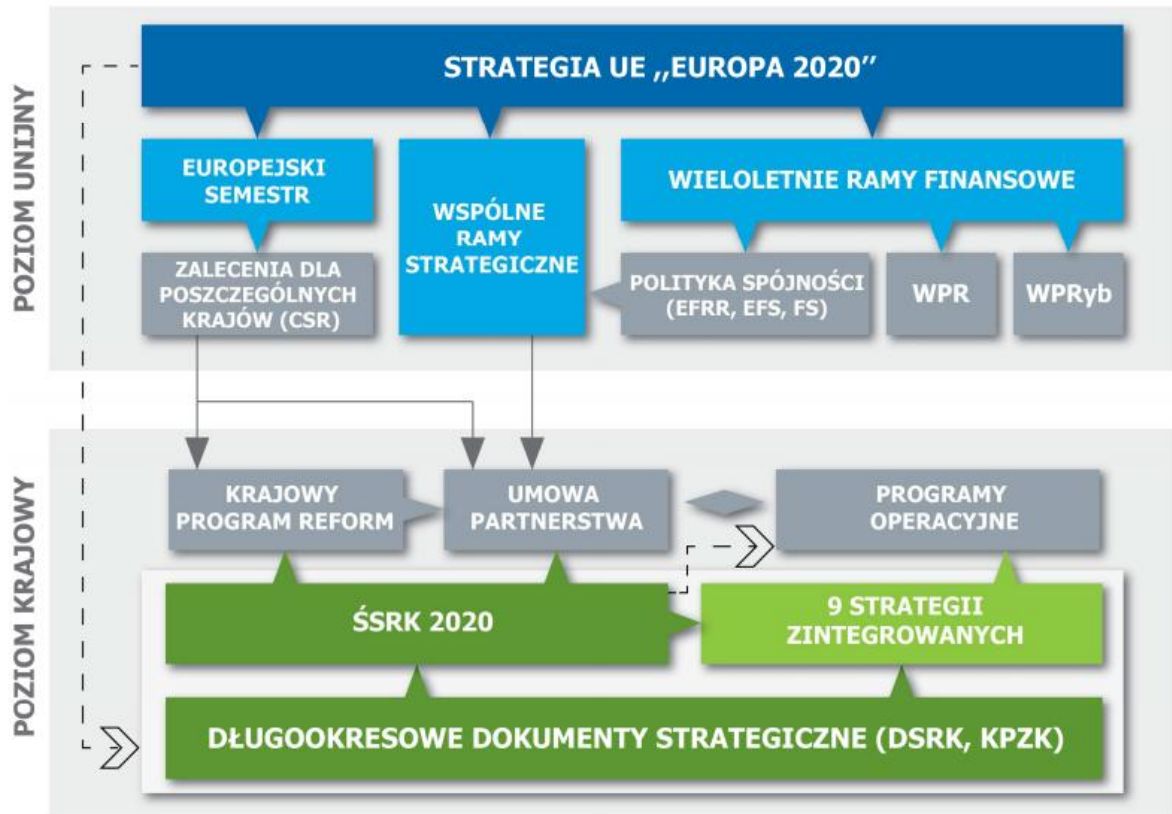 POZIOM UNIJNY
STRATEGIA UE ,,EUROPA 2020”
EUROPEJSKI
SEMESTR
WSPÓLNE
RAMY
STRATEGICZNE
WIELOLETNIE RAMY FINANSOWE
ZALECENIA DLA
POSZCZEGÓLNYCH
KRAJÓW (CSR)
POLITYKA SPÓJNOŚCI
(EFRR, EFS, FS)
WPR
WPRyb
POZIOM KRAJOWY
KRAJOWY
PROGRAM REFORM
UMOWA
PARTNERSTWA
PROGRAMY
OPERACYJNE
ŚSRK 2020
9 STRATEGII
ZINTEGROWANYCH
DŁUGOOKRESOWE DOKUMENTY STRATEGICZNE (DSRK, KPZK)